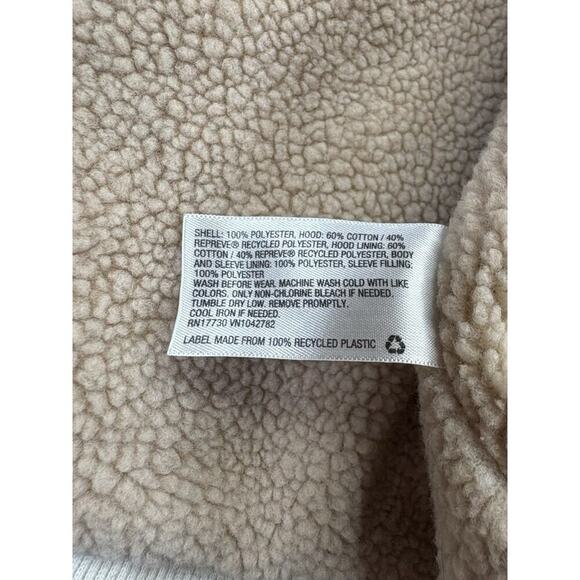 SHELL: 100% POLYESTER, HOOD: 60% COTTON / 40%
REPREVE® RECYCLED POLYESTER, HOOD LINING: 60%
COTTON / 40% REPREVE® RECYCLED POLYESTER, BODY
AND SLEEVE LINING: 100% POLYESTER, SLEEVE FILLING:
100% POLYESTER
WASH BEFORE WEAR. MACHINE WASH COLD WITH LIKE
COLORS. ONLY NON-CHLORINE BLEACH IF NEEDED.
TUMBLE DRY LOW. REMOVE PROMPTLY.
COOL IRON IF NEEDED.
RN17730 VN1042782
LABEL MADE FROM 100% RECYCLED PLASTIC